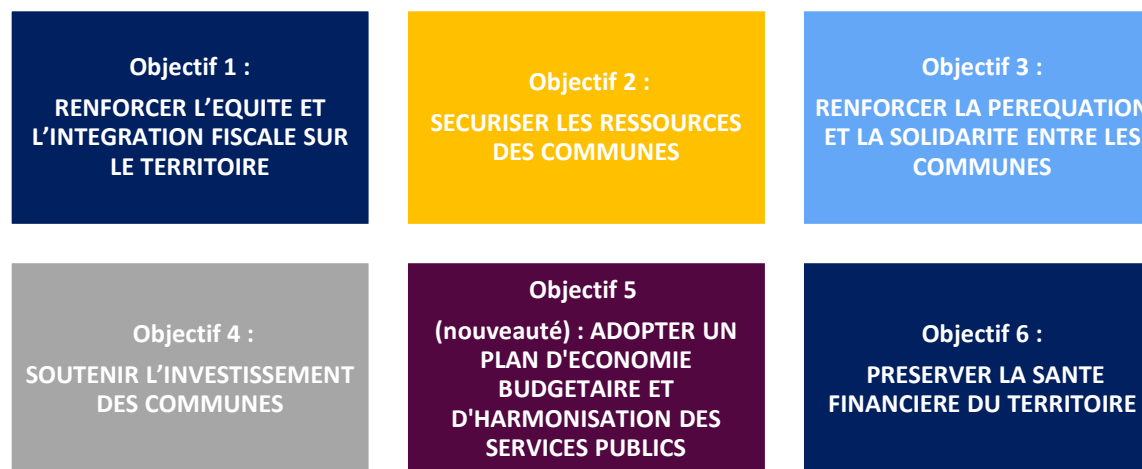 Objectif 1 :
RENFORCER L'EQUITE ET
L'INTEGRATION FISCALE SUR
LE TERRITOIRE
Objectif 2 :
SECURISER LES RESSOURCES
DES COMMUNES
Objectif 3 :
RENFORCER LA PEREQUATION
ET LA SOLIDARITE ENTRE LES
COMMUNES
Objectif 4 :
SOUTENIR L'INVESTISSEMENT
DES COMMUNES
Objectif 5
(nouveauté) : ADOPTER UN
PLAN D'ECONOMIE
BUDGETAIRE ET
D'HARMONISATION DES
SERVICES PUBLICS
Objectif 6 :
PRESERVER LA SANTE
FINANCIERE DU TERRITOIRE